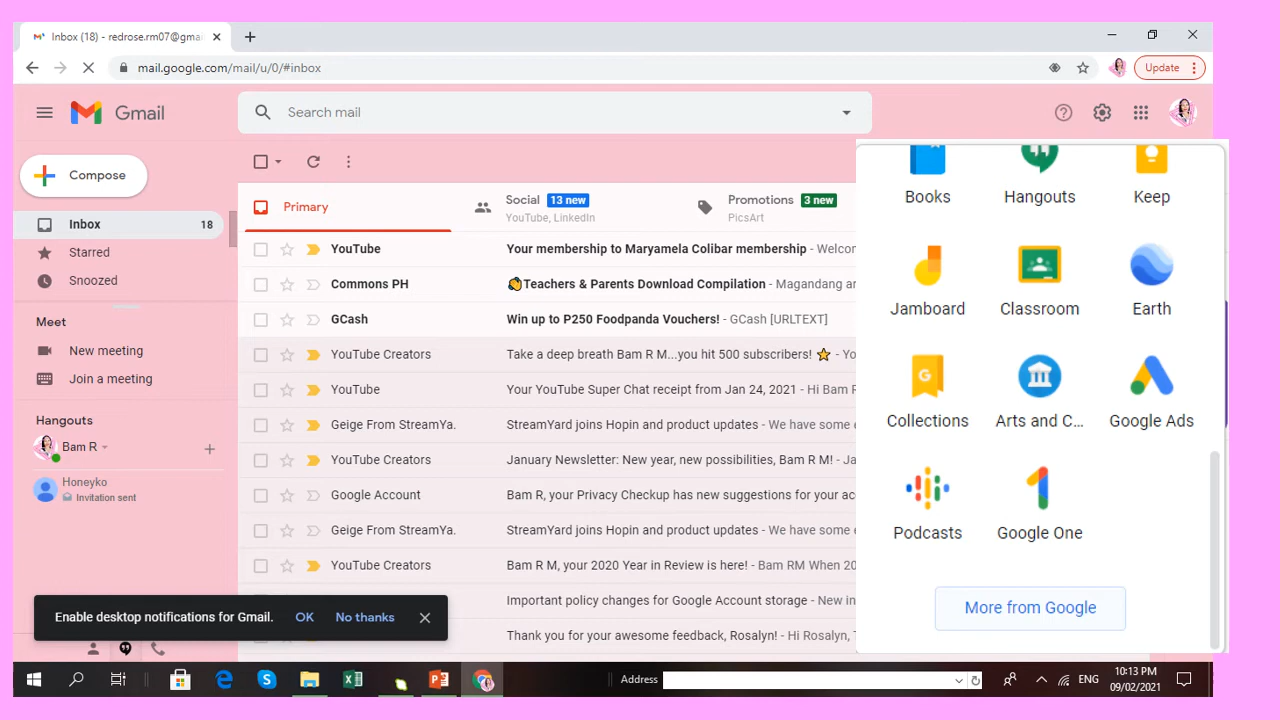 Inbox (18) - redrose.rm07@gmai
mail.google.com/mail/u/0/#inbox
Update
Gmail
Search mail
Compose
Inbox 18
Starred
Snoozed
Meet
New meeting
Join a meeting
Hangouts
Bam R
Honeyko
Invitation sent
Primary
Social 13 new
YouTube, LinkedIn
Promotions 3 new
PicsArt
YouTube Your membership to Maryamela Colibar membership - Welcon
Commons PH Teachers & Parents Download Compilation - Magandang ar
GCash Win up to P250 Foodpanda Vouchers! - GCash [URLTEXT]
YouTube Creators Take a deep breath Bam R M...you hit 500 subscribers! - Yo
YouTube Your YouTube Super Chat receipt from Jan 24, 2021 - Hi Bam R
Geige From StreamYa. StreamYard joins Hopin and product updates - We have some e
YouTube Creators January Newsletter: New year, new possibilities, Bam R M! - Ja
Google Account Bam R, your Privacy Checkup has new suggestions for your ac
Geige From StreamYa. StreamYard joins Hopin and product updates - We have some e
YouTube Creators Bam R M, your 2020 Year in Review is here! - Bam RM When 20
Important policy changes for Google Account storage - New in
Thank you for your awesome feedback, Rosalyn! - Hi Rosalyn, T
Enable desktop notifications for Gmail. OK No thanks
Books Hangouts Keep
Jamboard Classroom Earth
G
Collections Arts and C... Google Ads
Podcasts Google One
More from Google
Address
ENG
10:13 PM
09/02/2021